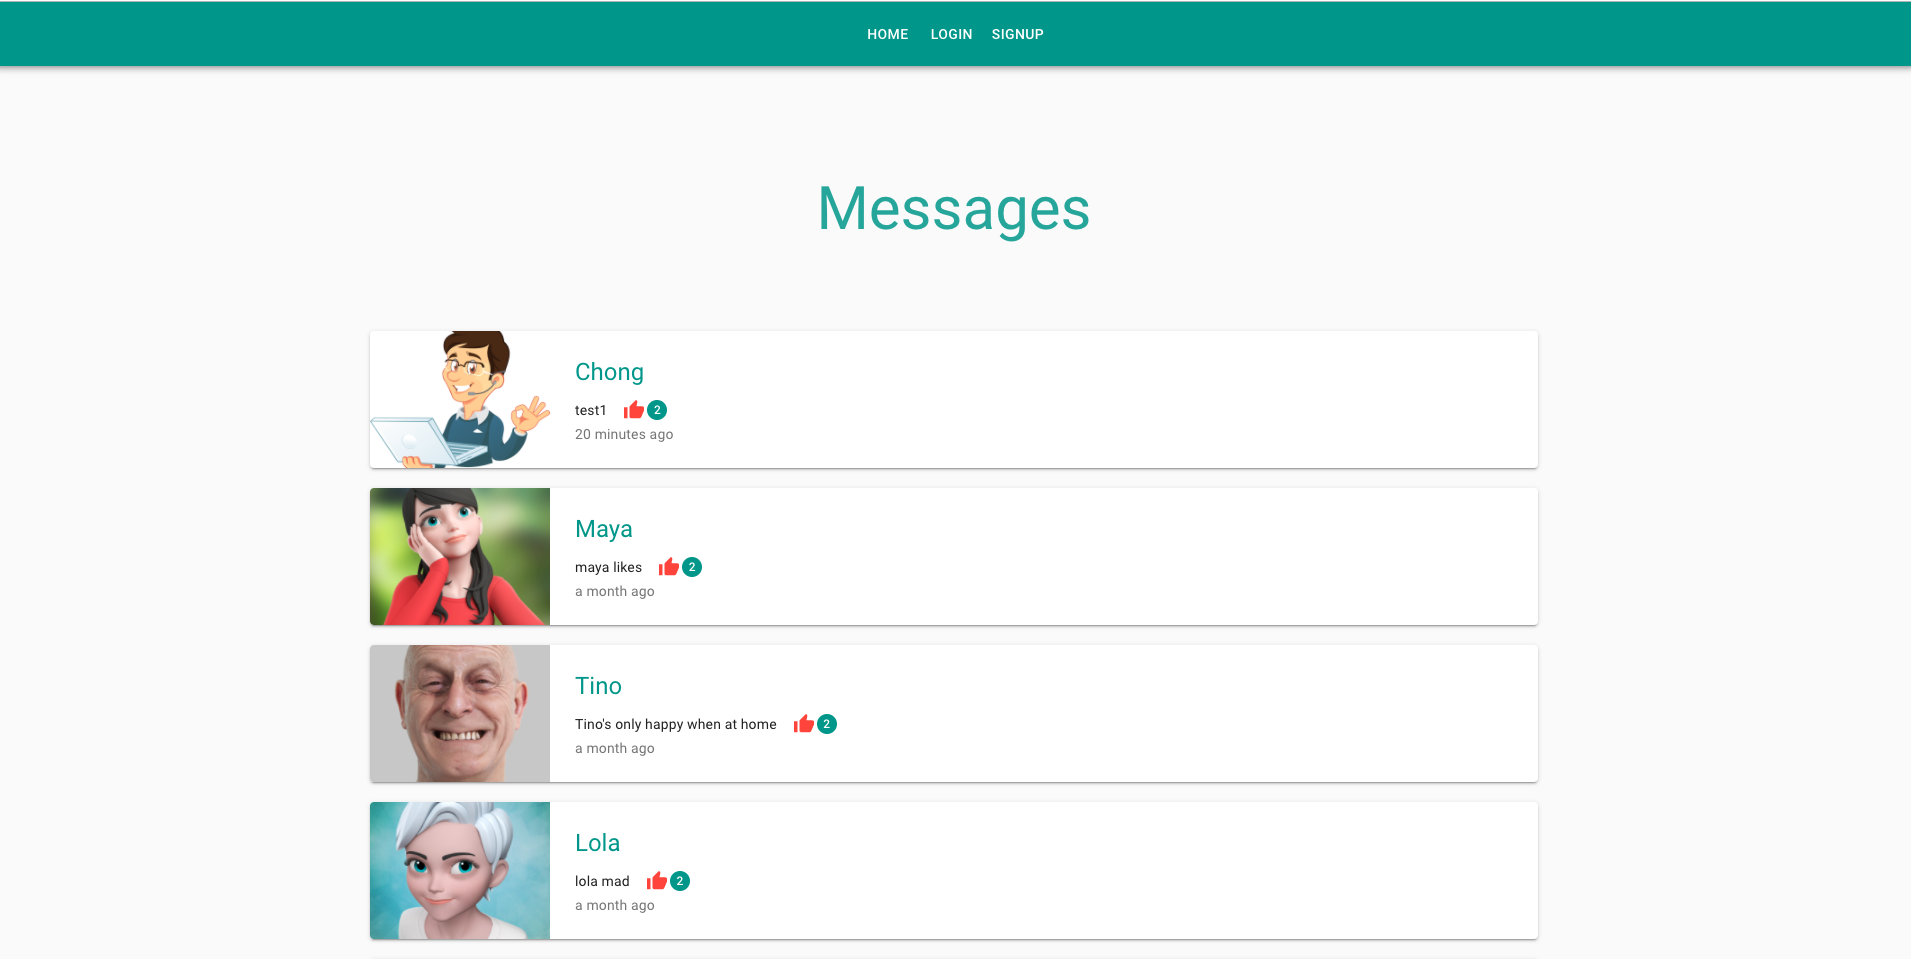 HOME LOGIN SIGNUP
Messages
Chong
test1 2
20 minutes ago
Maya
maya likes 2
a month ago
Tino
Tino's only happy when at home 2
a month ago
Lola
lola mad 2
a month ago